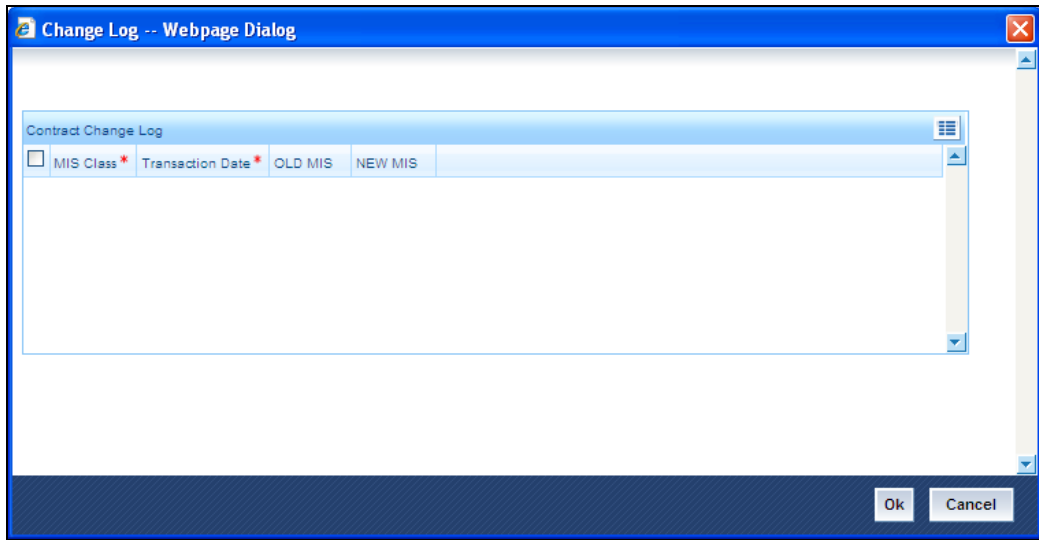 Change Log -- Webpage Dialog
Contract Change Log
MIS Class * Transaction Date * OLD MIS NEW MIS
Ok Cancel